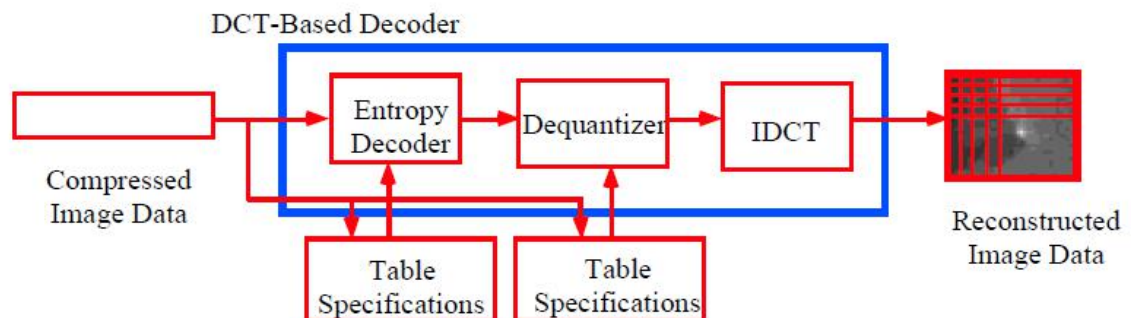 DCT-Based Decoder
Entropy
Decoder
Dequantizer
IDCT
Compressed
Image Data
Reconstructed
Image Data
Table
Specifications
Table
Specifications